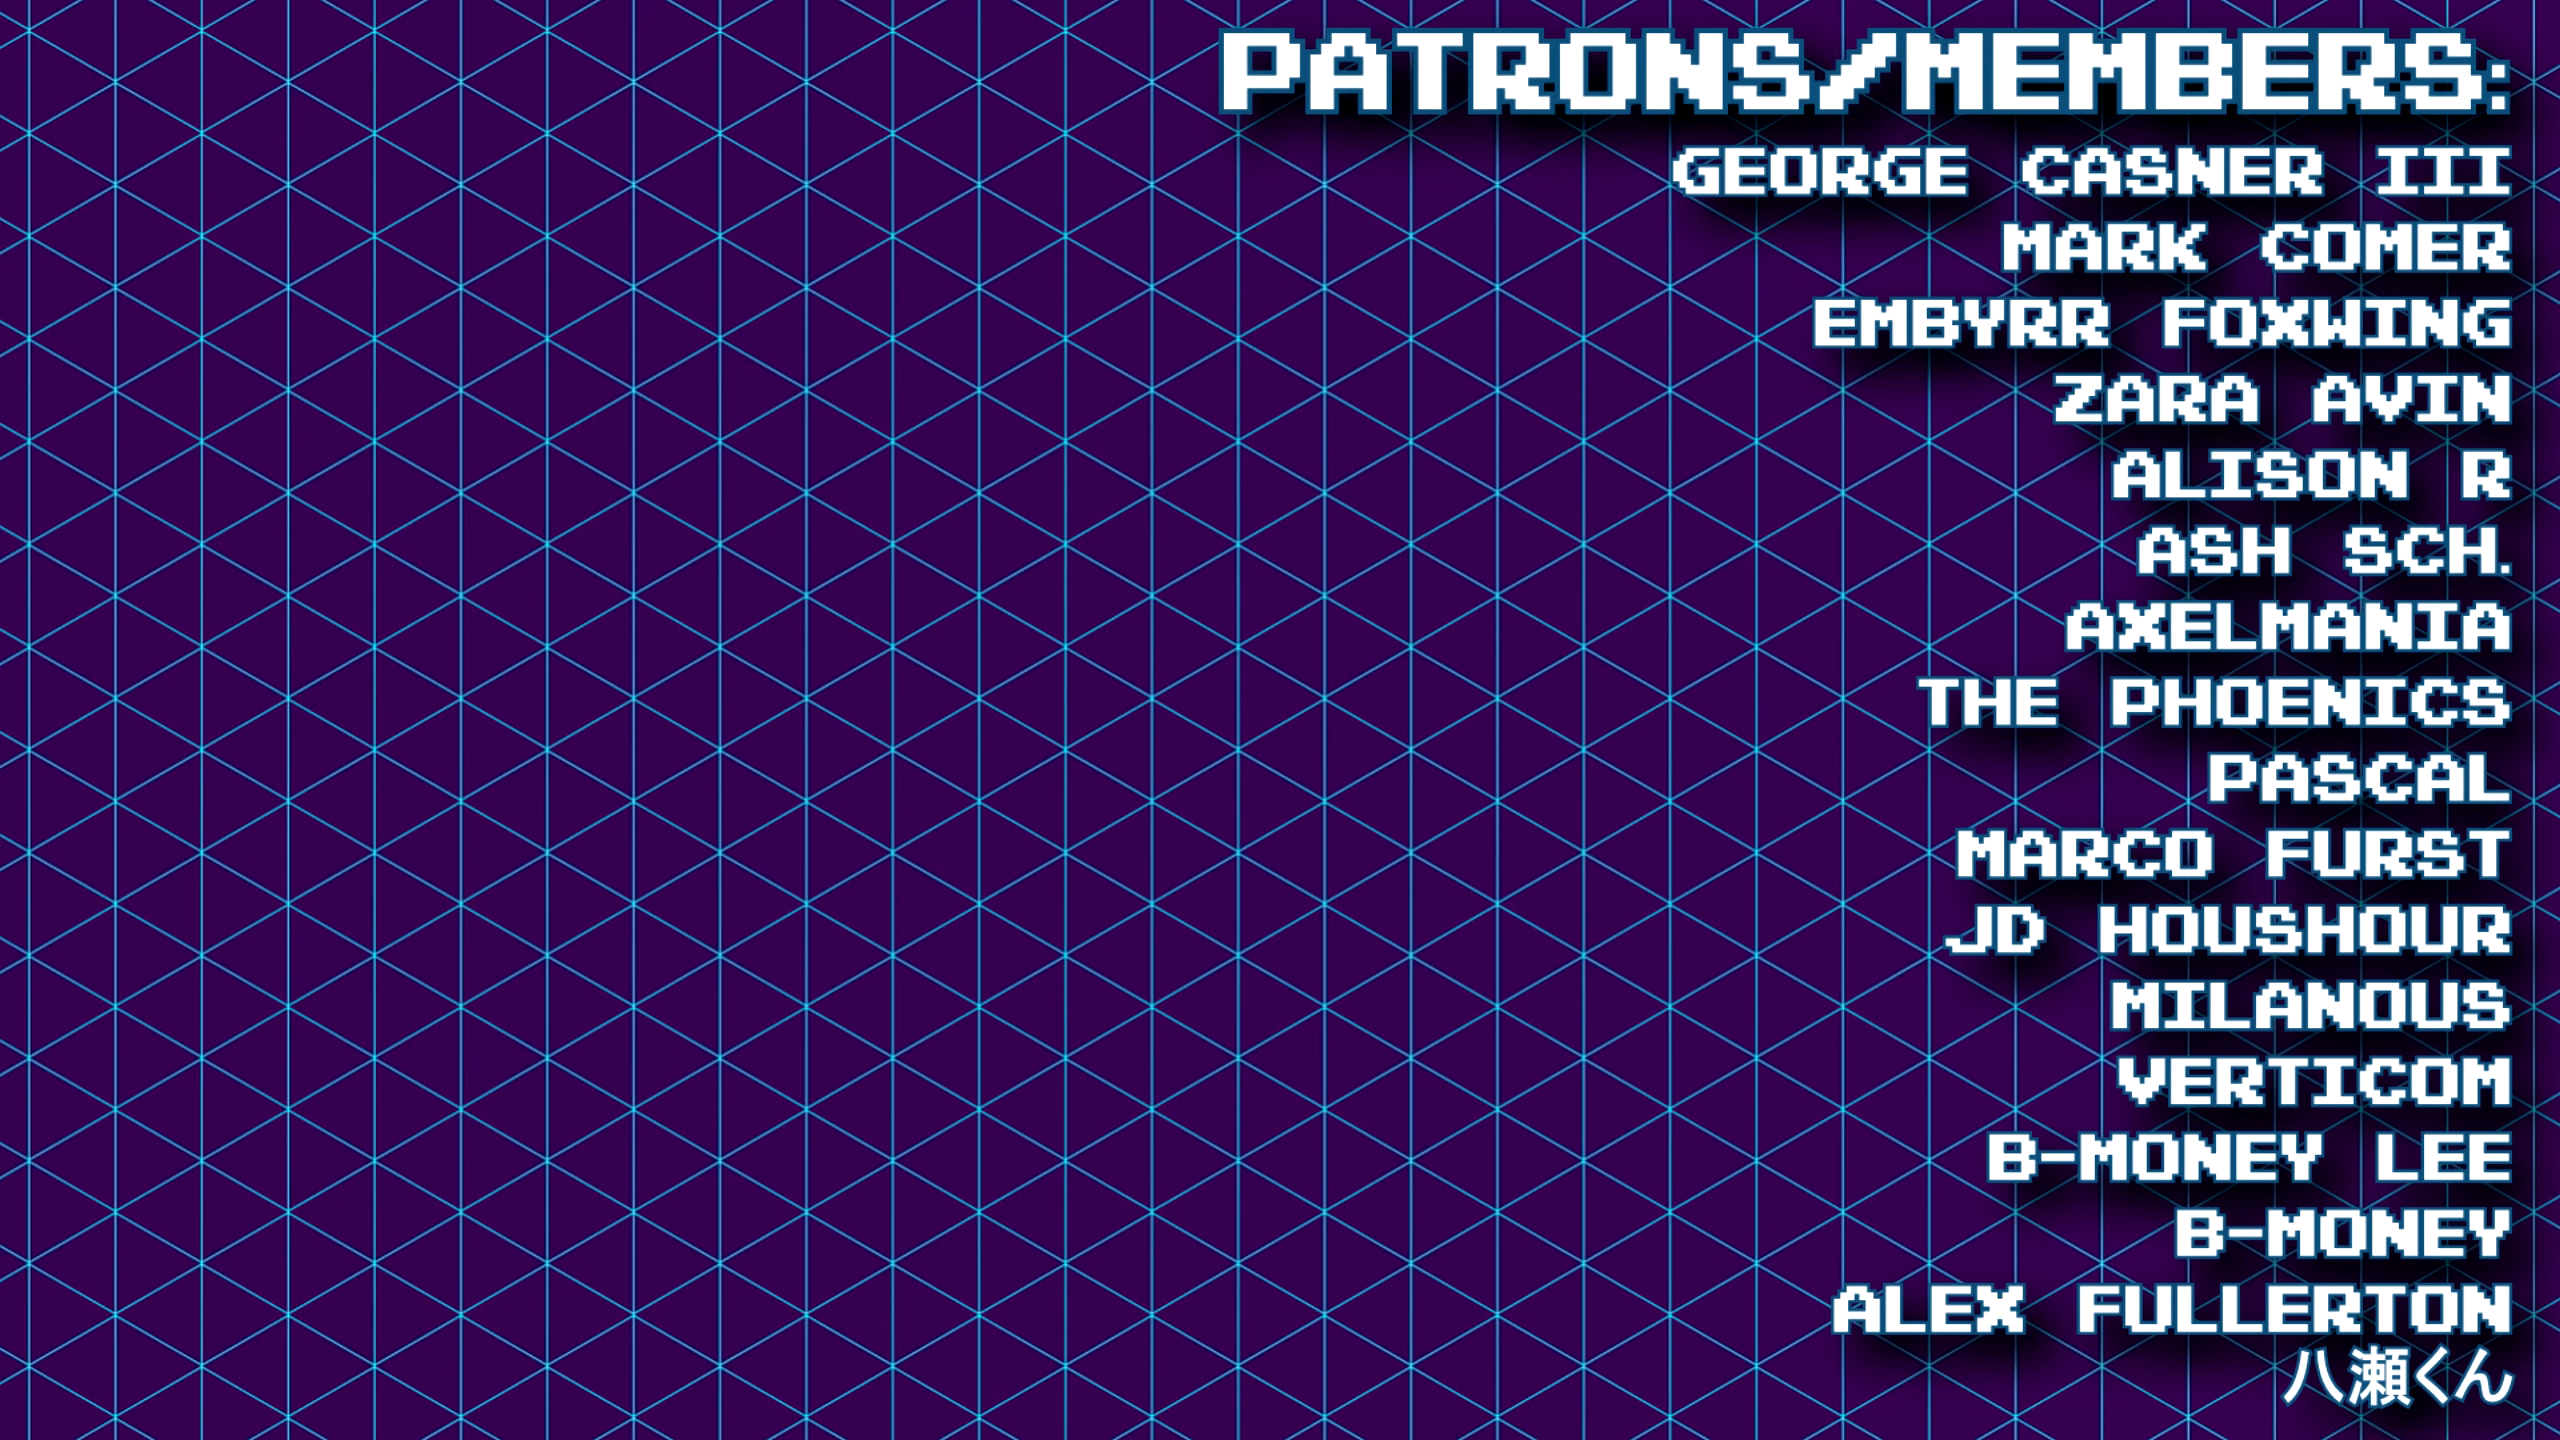 PATRONS/MEMBERS:
GEORGE CASNER III
MARK COMER
EMBYRR FOXWING
ZARA AVIN
ALISON R
ASH SCH.
AXELMANIA
THE PHOENICS
PASCAL
MARCO FURST
JD HOUSHOUR
MILANOUS
VERTICOM
B-MONEY LEE
B-MONEY
ALEX FULLERTON
八瀬くん